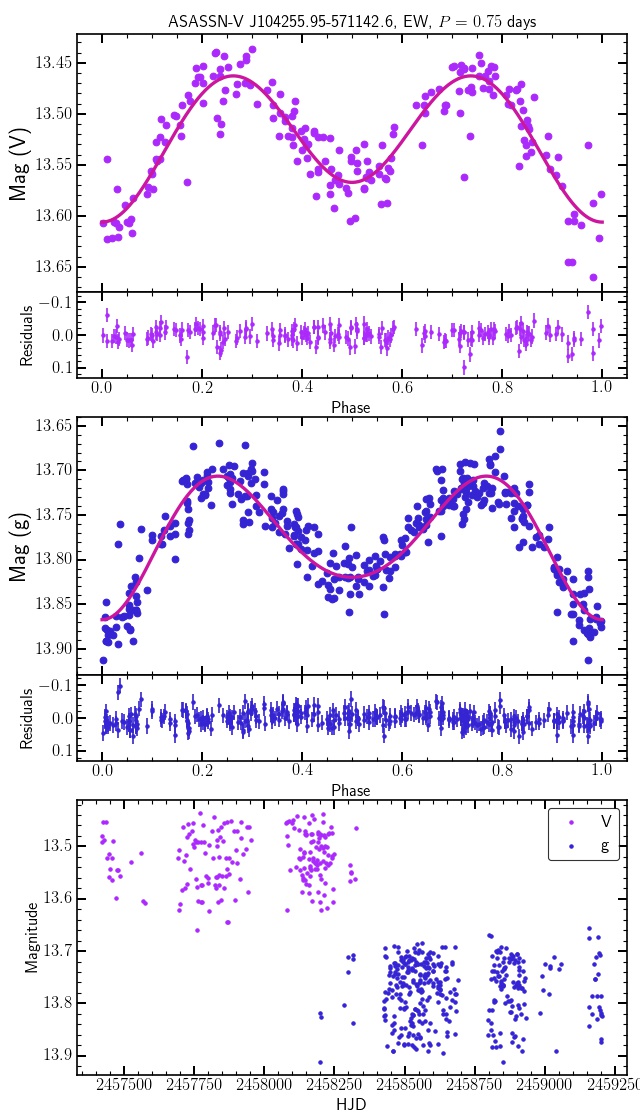 ASASSN-V J104255.95-571142.6, EW, P = 0.75 days
13.45
13.50
13.55
13.60
13.65
Mag (V)
−0.1
0.0
0.1
Residuals
0.0 0.2 0.4 0.6 0.8 1.0
Phase
13.65
13.70
13.75
13.80
13.85
13.90
Mag (g)
−0.1
0.0
0.1
Residuals
0.0 0.2 0.4 0.6 0.8 1.0
Phase
V
g
13.5
13.6
13.7
13.8
13.9
Magnitude
2457500 2457750 2458000 2458250 2458500 2458750 2459000 2459250
HJD